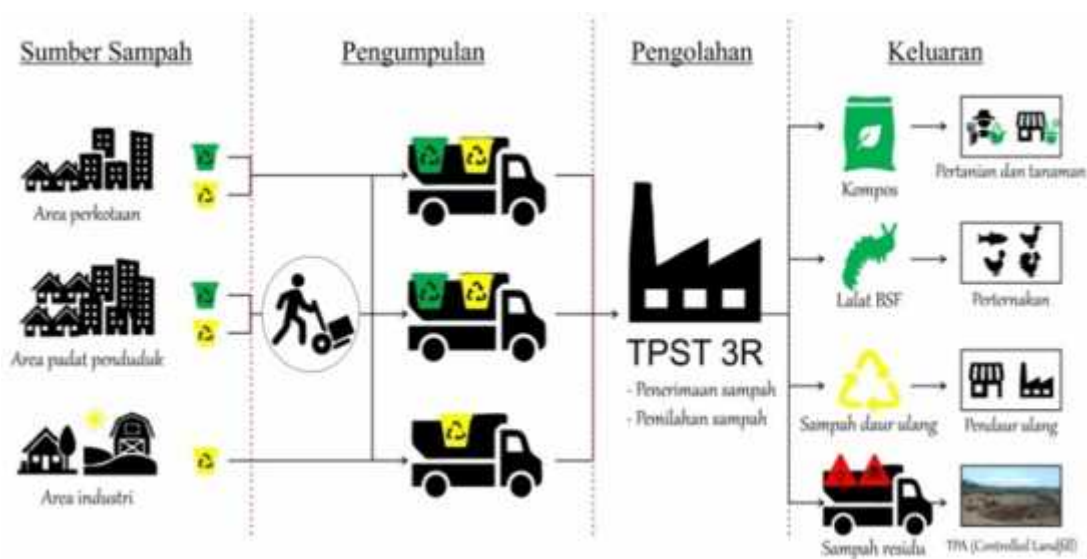 Sumber Sampah
Pengumpulan
Pengolahan
Keluaran
Area perkotaan
Area padat penduduk
Area industri
TPST 3R
- Penerimaan sampah
- Pemilahan sampah
Kompos
Pertanian dan tanaman
Lalat BSF
Perternakan
Sampah daur ulang
Pendaur ulang
Sampah residu
TPA (Controlled Landfill)